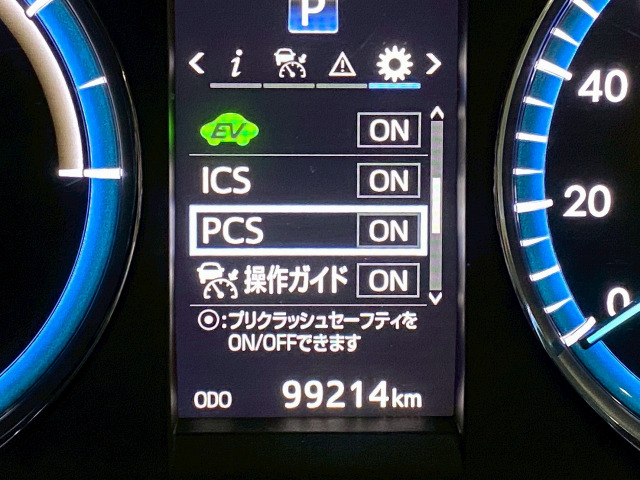 P
< i >
EV ON
ICS ON
PCS ON
操作ガイド ON
:プリクラッシュセーフティを
ON/OFFできます
ODO 99214km
40
20
0